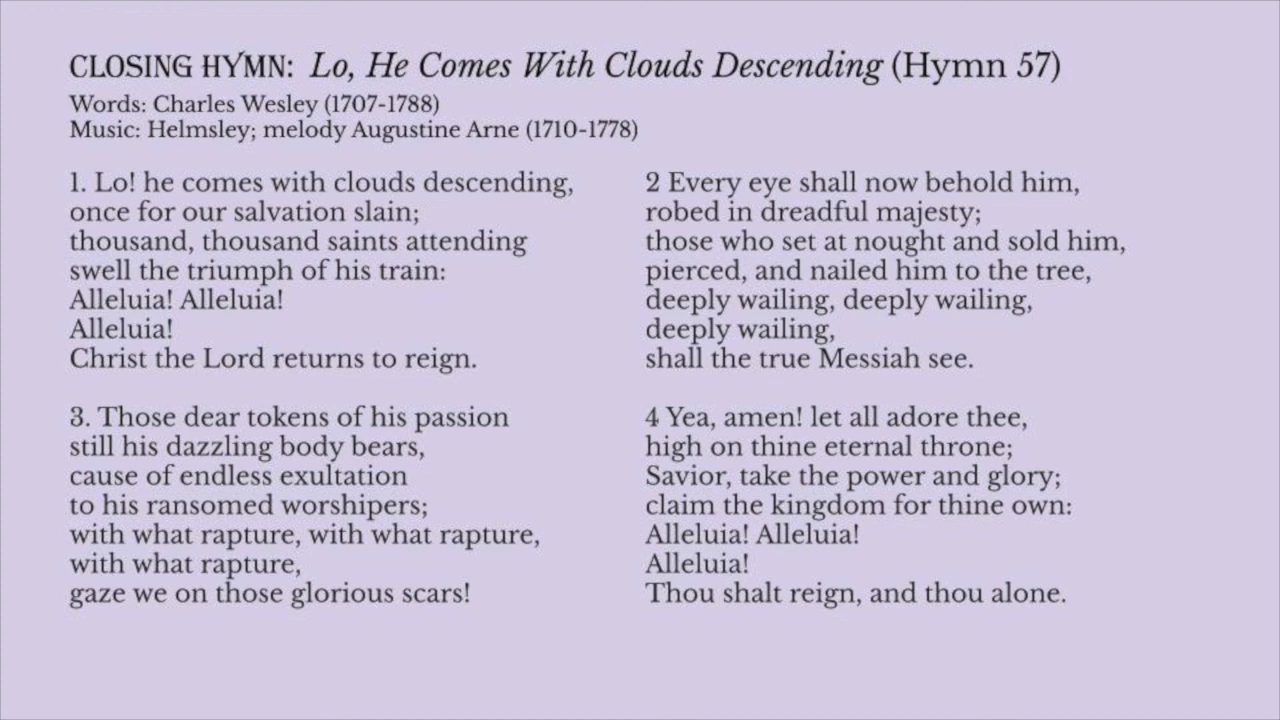 CLOSING HYMN: Lo, He Comes With Clouds Descending (Hymn 57)
Words: Charles Wesley (1707-1788)
Music: Helmsley; melody Augustine Arne (1710-1778)
1. Lo! he comes with clouds descending,
once for our salvation slain;
thousand, thousand saints attending
swell the triumph of his train:
Alleluia! Alleluia!
Alleluia!
Christ the Lord returns to reign.
2 Every eye shall now behold him,
robed in dreadful majesty;
those who set at nought and sold him,
pierced, and nailed him to the tree,
deeply wailing, deeply wailing,
deeply wailing,
shall the true Messiah see.
3. Those dear tokens of his passion
still his dazzling body bears,
cause of endless exultation
to his ransomed worshipers;
with what rapture, with what rapture,
with what rapture,
gaze we on those glorious scars!
4 Yea, amen! let all adore thee,
high on thine eternal throne;
Savior, take the power and glory;
claim the kingdom for thine own:
Alleluia! Alleluia!
Alleluia!
Thou shalt reign, and thou alone.